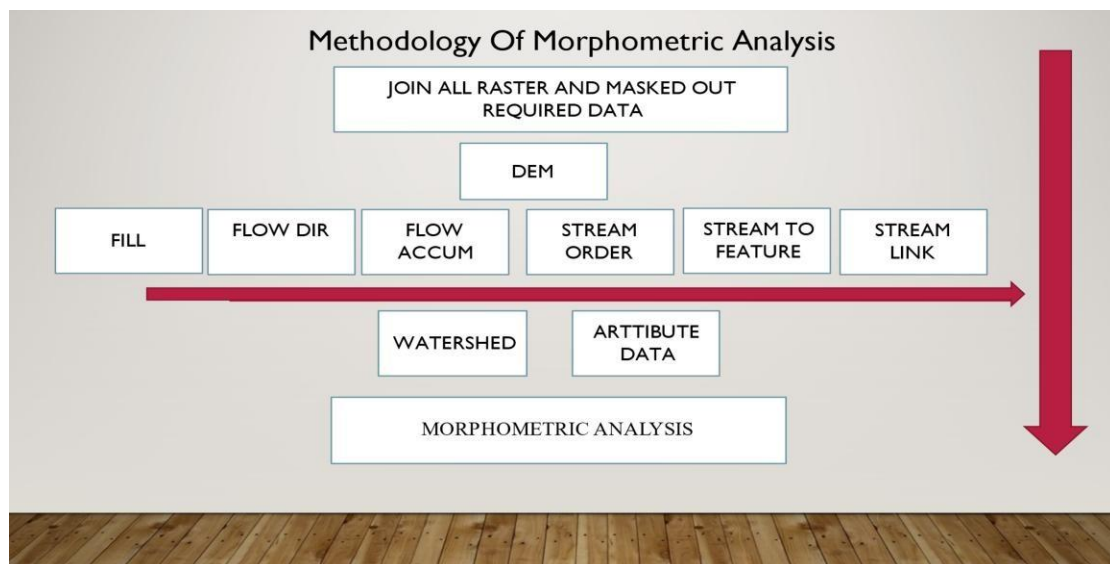 Methodology Of Morphometric Analysis
JOIN ALL RASTER AND MASKED OUT
REQUIRED DATA
DEM
FILL
FLOW DIR
FLOW
ACCUM
STREAM
ORDER
STREAM TO
FEATURE
STREAM
LINK
WATERSHED
ARTTIBUTE
DATA
MORPHOMETRIC ANALYSIS